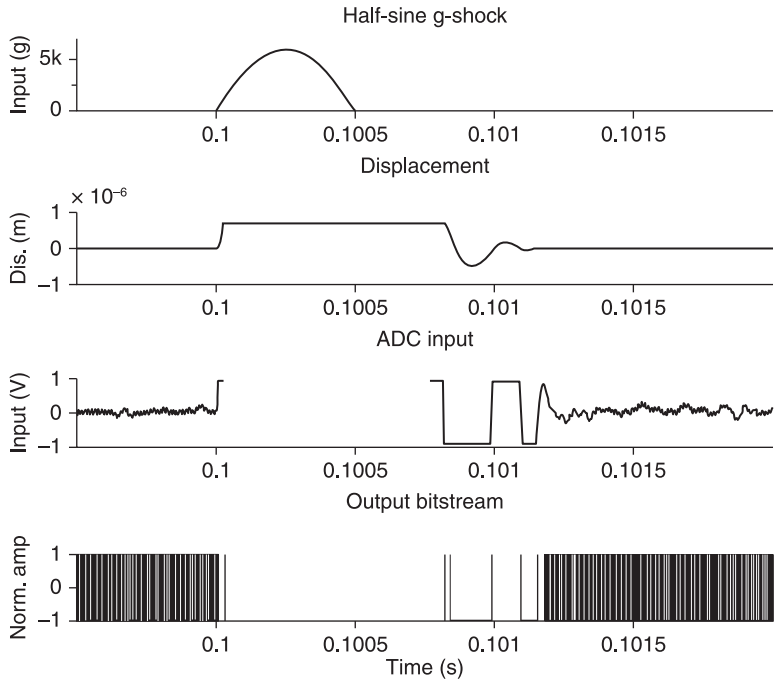 Half-sine g-shock
Input (g)
5k
0
0.1 0.1005 0.101 0.1015
Displacement
× 10−6
Dis. (m)
1
0
−1
0.1 0.1005 0.101 0.1015
ADC input
Input (V)
1
0
−1
0.1 0.1005 0.101 0.1015
Output bitstream
Norm. amp
1
0
−1
0.1 0.1005 0.101 0.1015
Time (s)